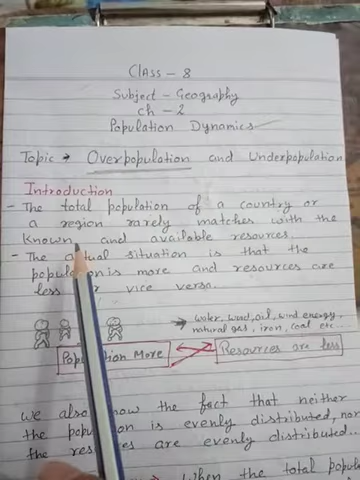 Class - 8
Subject - Geography
ch - 2
Population Dynamics
Topic → Overpopulation and Underpopulation
Introduction
- The total population of a country or
a region rarely matches with the
known and available resources.
- The actual situation is that the
population is more and resources are
less or vice versa.
→ water, wind, oil, wind energy,
natural gas, iron, coal etc...
Population More
Resources are less
We also know the fact that neither
the population is evenly distributed, nor
the resources are evenly distributed...
→ When the total popula